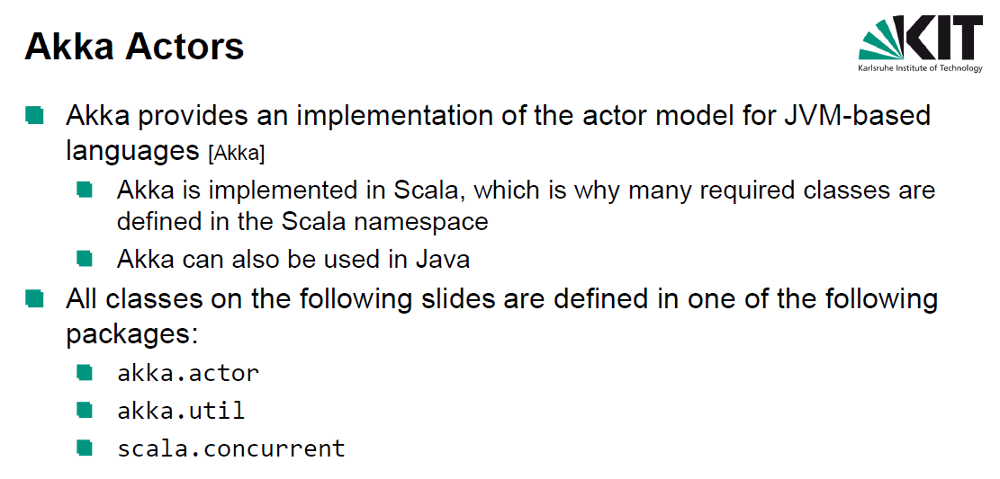 Akka Actors
KIT
Karlsruhe Institute of Technology
Akka provides an implementation of the actor model for JVM-based
languages [Akka]
Akka is implemented in Scala, which is why many required classes are
defined in the Scala namespace
Akka can also be used in Java
All classes on the following slides are defined in one of the following
packages:
akka.actor
akka.util
scala.concurrent